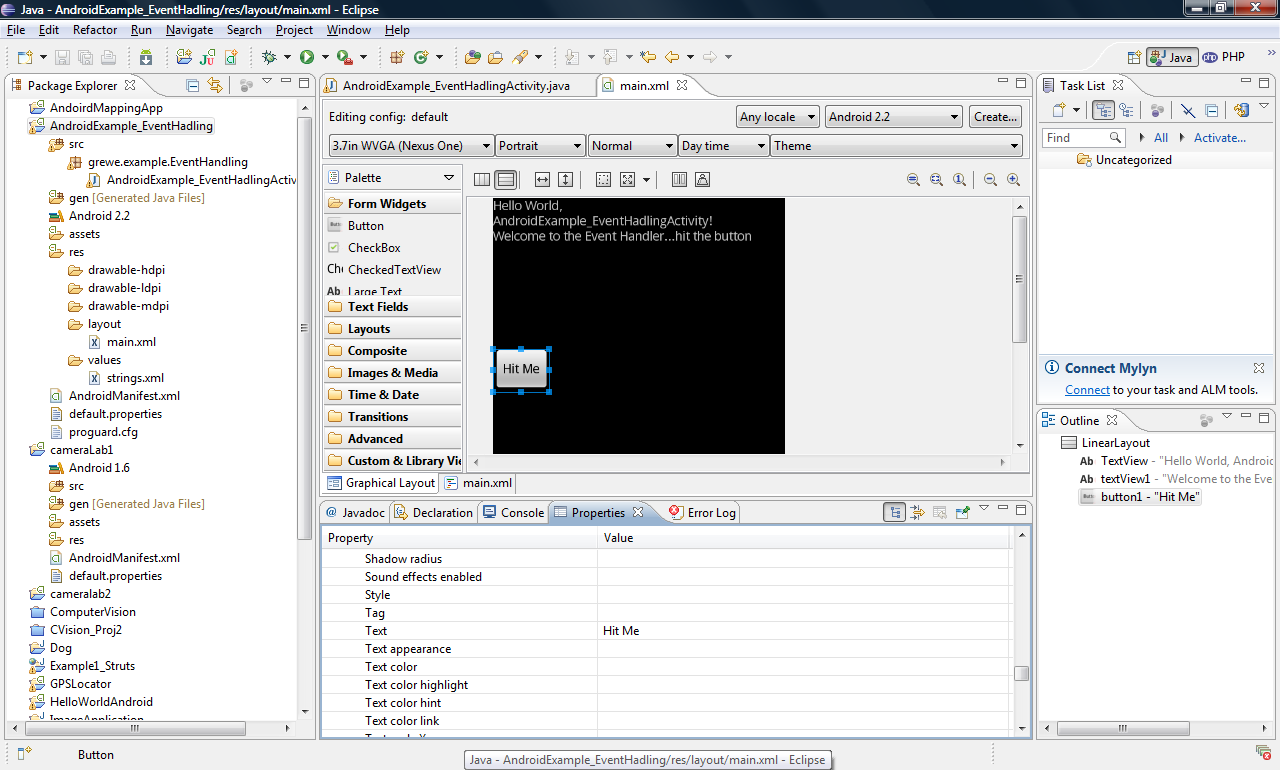 Java - AndroidExample_EventHadling/res/layout/main.xml - Eclipse
File Edit Refactor Run Navigate Search Project Window Help
Java PHP
Package Explorer
AndoirdMappingApp
AndroidExample_EventHadling
src
grewe.example.EventHandling
AndroidExample_EventHadlingActiv
gen [Generated Java Files]
Android 2.2
assets
res
drawable-hdpi
drawable-ldpi
drawable-mdpi
layout
main.xml
values
strings.xml
AndroidManifest.xml
default.properties
proguard.cfg
cameraLab1
Android 1.6
src
gen [Generated Java Files]
assets
res
AndroidManifest.xml
default.properties
cameralab2
ComputerVision
CVision_Proj2
Dog
Example1_Struts
GPSLocator
HelloWorldAndroid
ImageApplication
AndroidExample_EventHadlingActivity.java main.xml
Editing config: default Any locale Android 2.2 Create...
3.7in WVGA (Nexus One) Portrait Normal Day time Theme
Palette
Form Widgets
Button
CheckBox
CheckedTextView
Ab Large Text
Text Fields
Layouts
Composite
Images & Media
Time & Date
Transitions
Advanced
Custom & Library Vie
Hello World,
AndroidExample_EventHadlingActivity!
Welcome to the Event Handler...hit the button
Hit Me
Graphical Layout main.xml
@ Javadoc Declaration Console Properties Error Log
Property Value
Shadow radius
Sound effects enabled
Style
Tag
Text Hit Me
Text appearance
Text color
Text color highlight
Text color hint
Text color link
Task List
Find All Activate...
Uncategorized
Connect Mylyn
Connect to your task and ALM tools.
Outline
LinearLayout
Ab TextView - "Hello World, Android
Ab textView1 - "Welcome to the Eve
button1 - "Hit Me"
Button
Java - AndroidExample_EventHadling/res/layout/main.xml - Eclipse